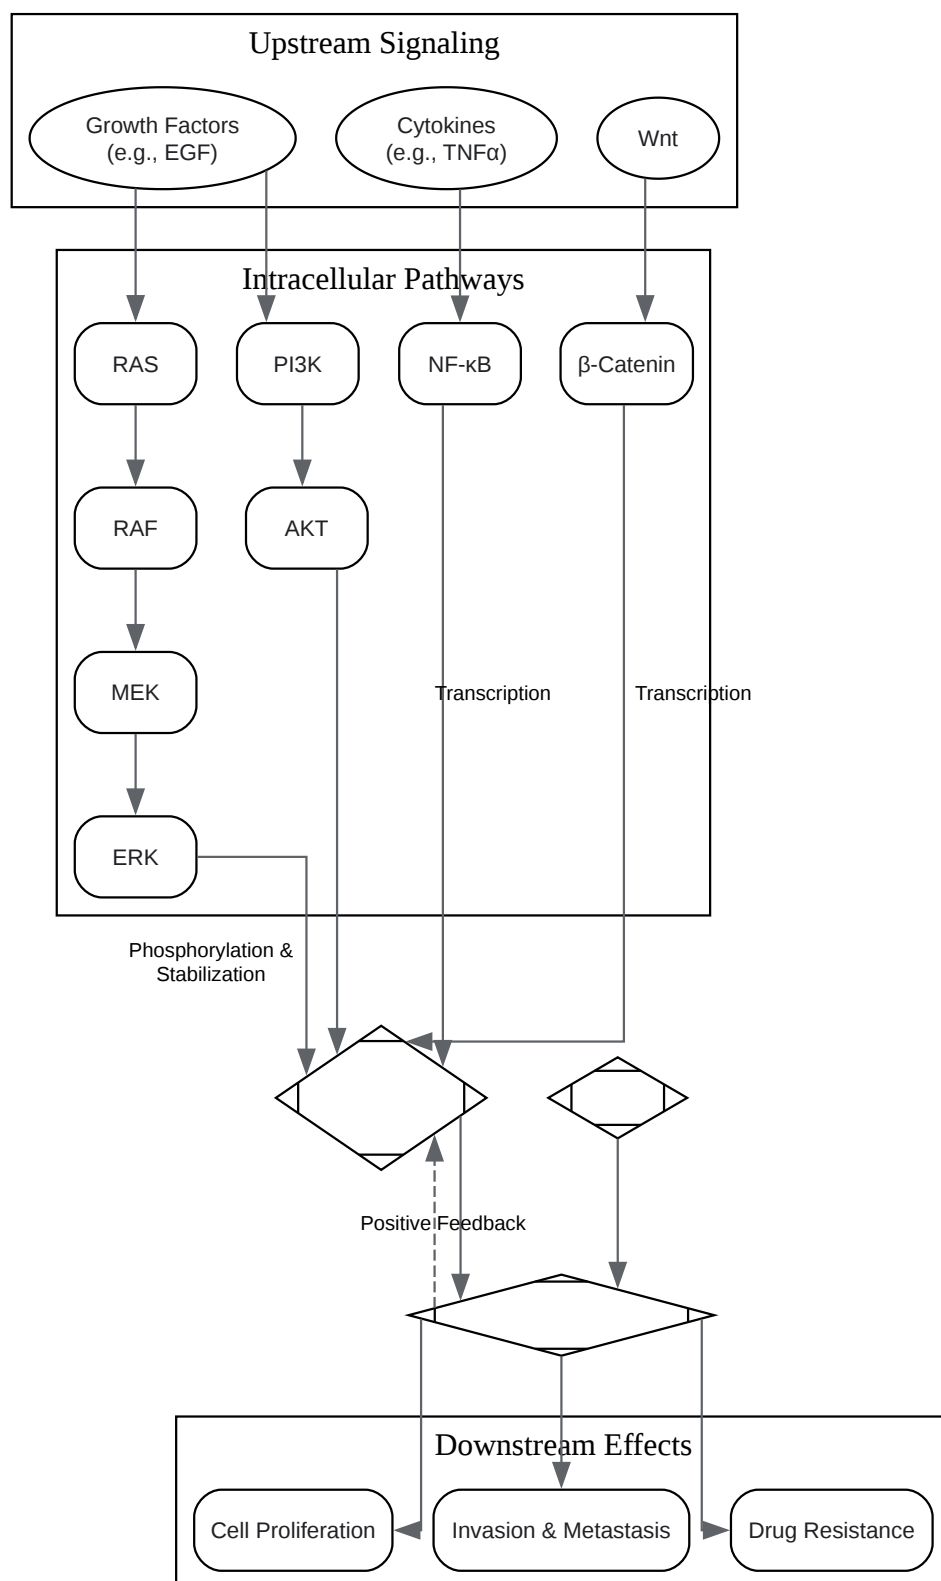 Upstream Signaling
Growth Factors
(e.g., EGF)
Cytokines
(e.g., TNFα)
Wnt
Intracellular Pathways
RAS
PI3K
NF-κB
β-Catenin
RAF
AKT
MEK
Transcription
Transcription
ERK
Phosphorylation &
Stabilization
Positive Feedback
Downstream Effects
Cell Proliferation
Invasion & Metastasis
Drug Resistance